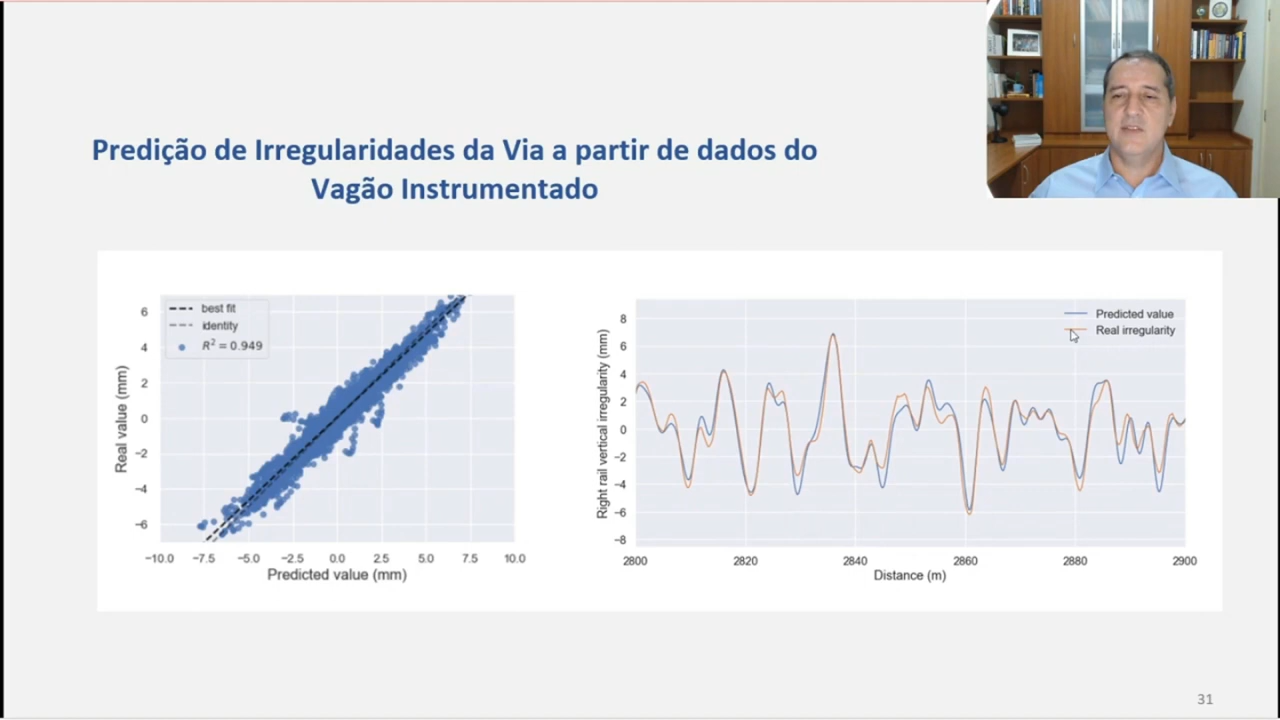 Predição de Irregularidades da Via a partir de dados do
Vagão Instrumentado
best fit
identity
R² = 0.949
Real value (mm)
6
4
2
0
−2
−4
−6
−10.0 −7.5 −5.0 −2.5 0.0 2.5 5.0 7.5 10.0
Predicted value (mm)
Predicted value
Real irregularity
Right rail vertical irregularity (mm)
8
6
4
2
0
−2
−4
−6
−8
2800 2820 2840 2860 2880 2900
Distance (m)
31